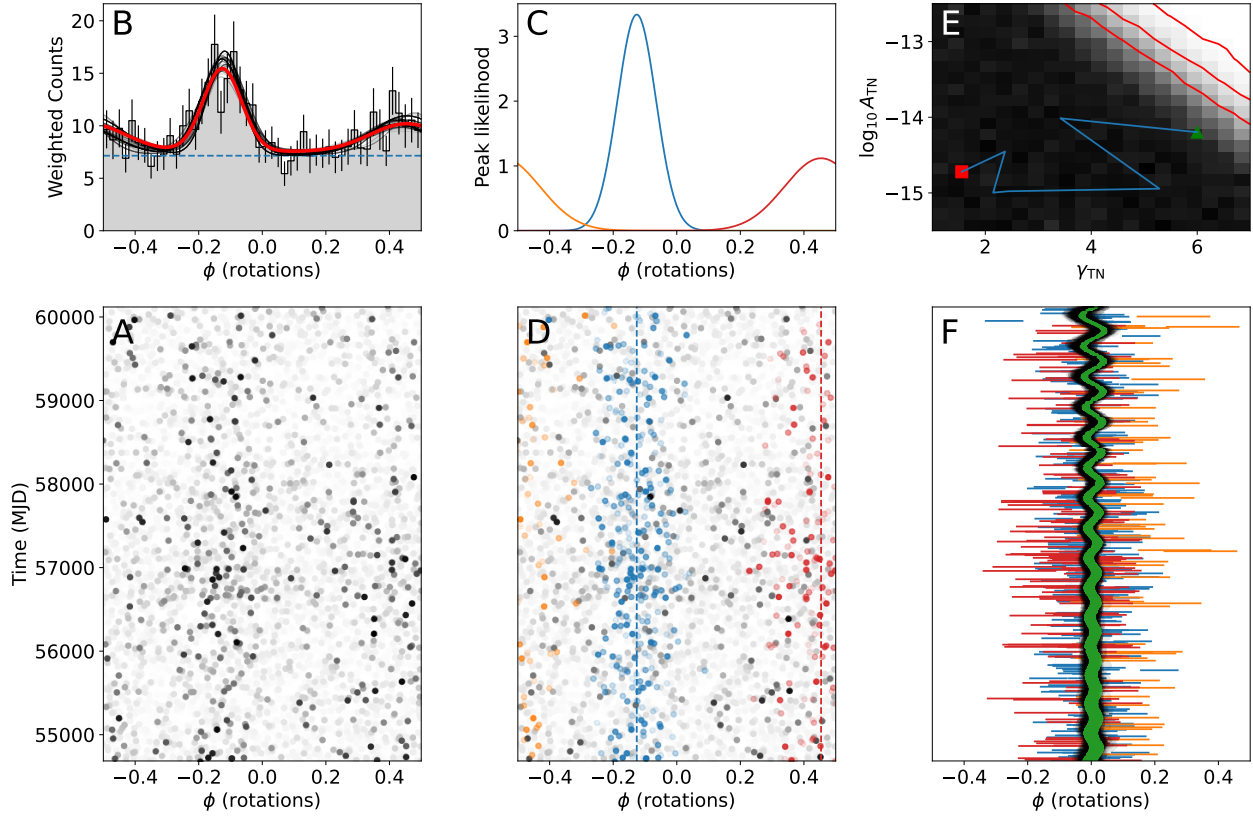 B
Weighted Counts
20
15
10
5
0
−0.4 −0.2 0.0 0.2 0.4
ϕ (rotations)
C
Peak likelihood
3
2
1
0
−0.4 −0.2 0.0 0.2 0.4
ϕ (rotations)
E
log₁₀ A_TN
−13
−14
−15
2 4 6
γ_TN
A
Time (MJD)
60000
59000
58000
57000
56000
55000
−0.4 −0.2 0.0 0.2 0.4
ϕ (rotations)
D
−0.4 −0.2 0.0 0.2 0.4
ϕ (rotations)
F
−0.4 −0.2 0.0 0.2 0.4
ϕ (rotations)